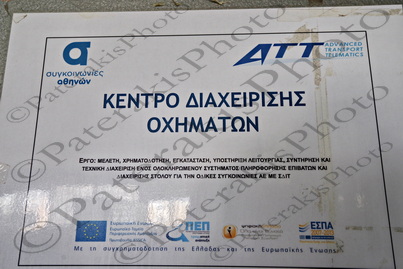 συγκοινωνίες
αθηνών
ATT ADVANCED
TRANSPORT
TELEMATICS
ΚΕΝΤΡΟ ΔΙΑΧΕΙΡΙΣΗΣ
ΟΧΗΜΑΤΩΝ
ΕΡΓΟ: ΜΕΛΕΤΗ, ΧΡΗΜΑΤΟΔΟΤΗΣΗ, ΕΓΚΑΤΑΣΤΑΣΗ, ΥΠΟΣΤΗΡΙΞΗ ΛΕΙΤΟΥΡΓΙΑΣ, ΣΥΝΤΗΡΗΣΗ ΚΑΙ
ΤΕΧΝΙΚΗ ΔΙΑΧΕΙΡΙΣΗ ΕΝΟΣ ΟΛΟΚΛΗΡΩΜΕΝΟΥ ΣΥΣΤΗΜΑΤΟΣ ΠΛΗΡΟΦΟΡΗΣΗΣ ΕΠΙΒΑΤΩΝ ΚΑΙ
ΔΙΑΧΕΙΡΙΣΗΣ ΣΤΟΛΟΥ ΓΙΑ ΤΗΝ ΟΔΙΚΕΣ ΣΥΓΚΟΙΝΩΝΙΕΣ ΑΕ ΜΕ ΣΔΙΤ
ΕΣΠΑ
Με τη συγχρηματοδότηση της Ελλάδας και της Ευρωπαϊκής Ένωσης
©PaterakisPhoto